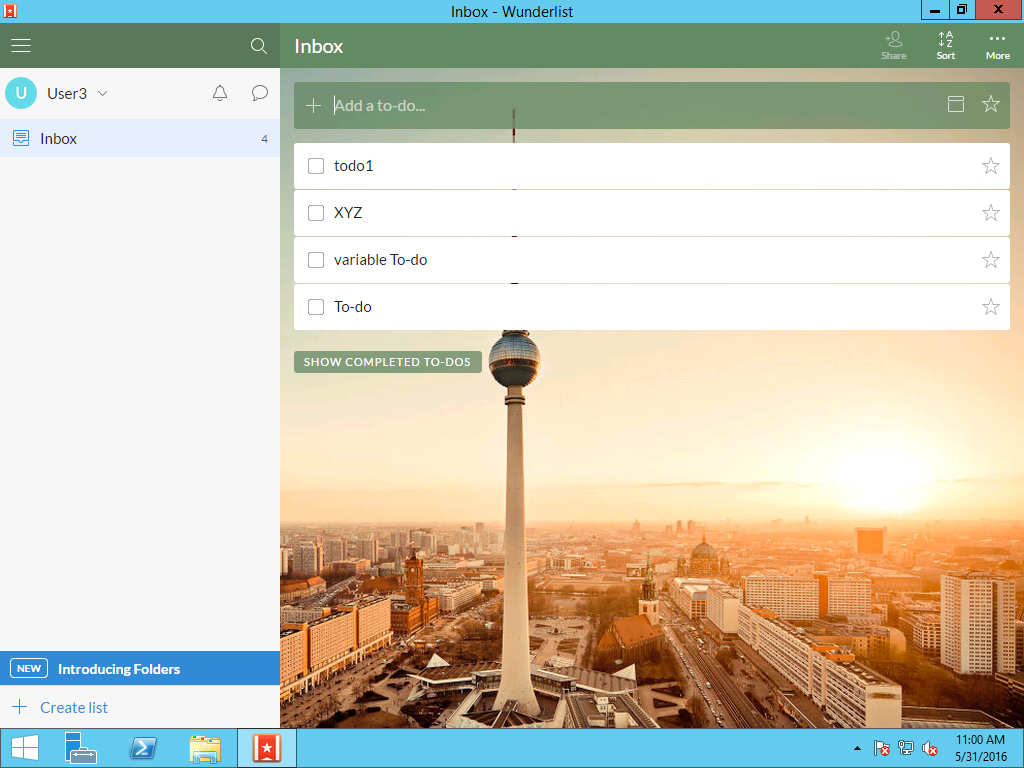 Inbox - Wunderlist
Inbox
Share
A
Z
Sort
More
U
User3
Inbox
4
Add a to-do...
todo1
XYZ
variable To-do
To-do
SHOW COMPLETED TO-DOS
NEW
Introducing Folders
Create list
11:00 AM
5/31/2016